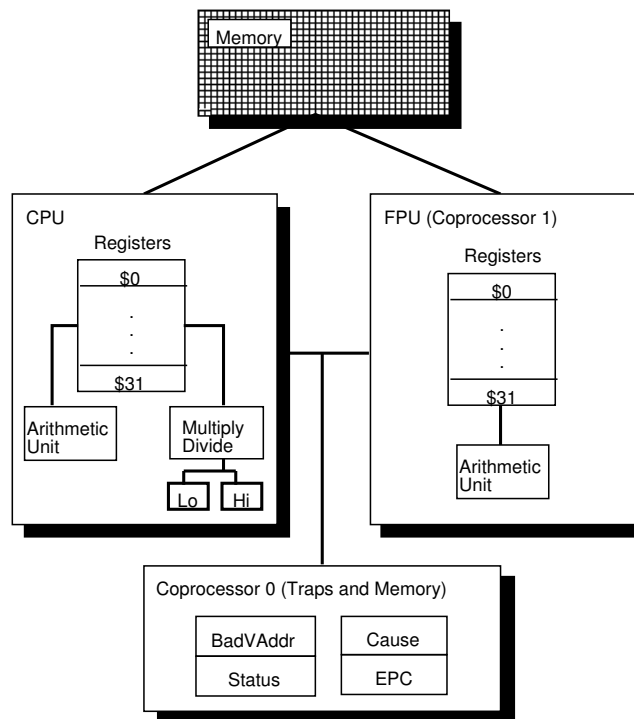 Memory
CPU
Registers
$0
.
.
.
$31
Arithmetic
Unit
Multiply
Divide
Lo
Hi
FPU (Coprocessor 1)
Registers
$0
.
.
.
$31
Arithmetic
Unit
Coprocessor 0 (Traps and Memory)
BadVAddr
Status
Cause
EPC